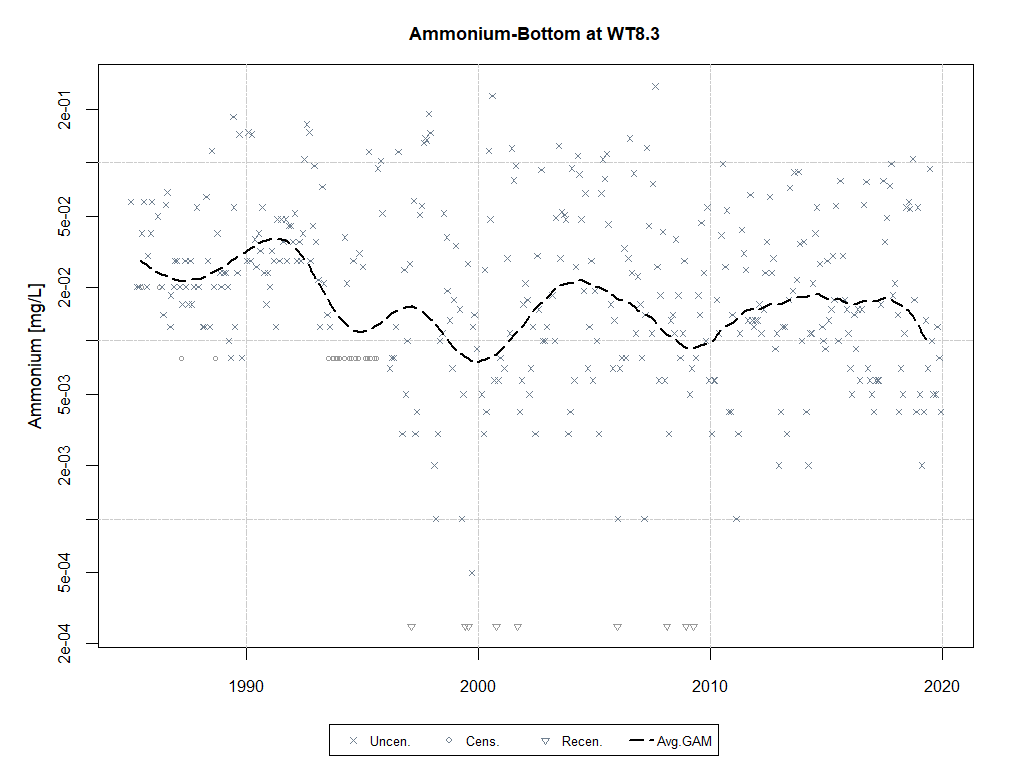 Ammonium-Bottom at WT8.3
Ammonium [mg/L]
2e-01
5e-02
2e-02
5e-03
2e-03
5e-04
2e-04
1990 2000 2010 2020
Uncen. Cens. Recen. Avg.GAM